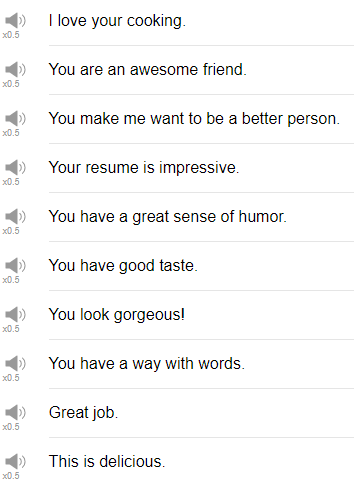 I love your cooking.
x0.5
You are an awesome friend.
x0.5
You make me want to be a better person.
x0.5
Your resume is impressive.
x0.5
You have a great sense of humor.
x0.5
You have good taste.
x0.5
You look gorgeous!
x0.5
You have a way with words.
x0.5
Great job.
x0.5
This is delicious.
x0.5